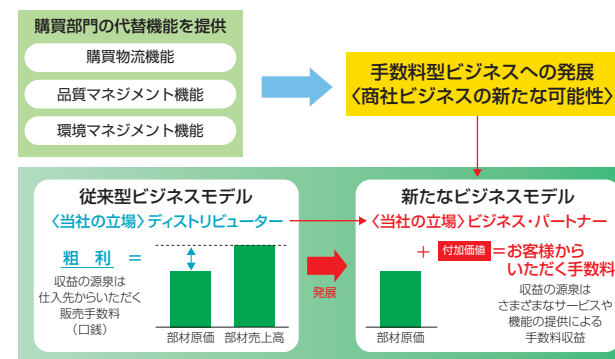 購買部門の代替機能を提供
購買物流機能
品質マネジメント機能
環境マネジメント機能
手数料型ビジネスへの発展
〈商社ビジネスの新たな可能性〉
従来型ビジネスモデル
〈当社の立場〉ディストリビューター
粗 利 =
収益の源泉は
仕入先からいただく
販売手数料
（口銭）
部材原価 部材売上高
発展
新たなビジネスモデル
〈当社の立場〉ビジネス・パートナー
+ 付加価値=お客様から
いただく手数料
収益の源泉は
さまざまなサービスや
機能の提供による
手数料収益
部材原価